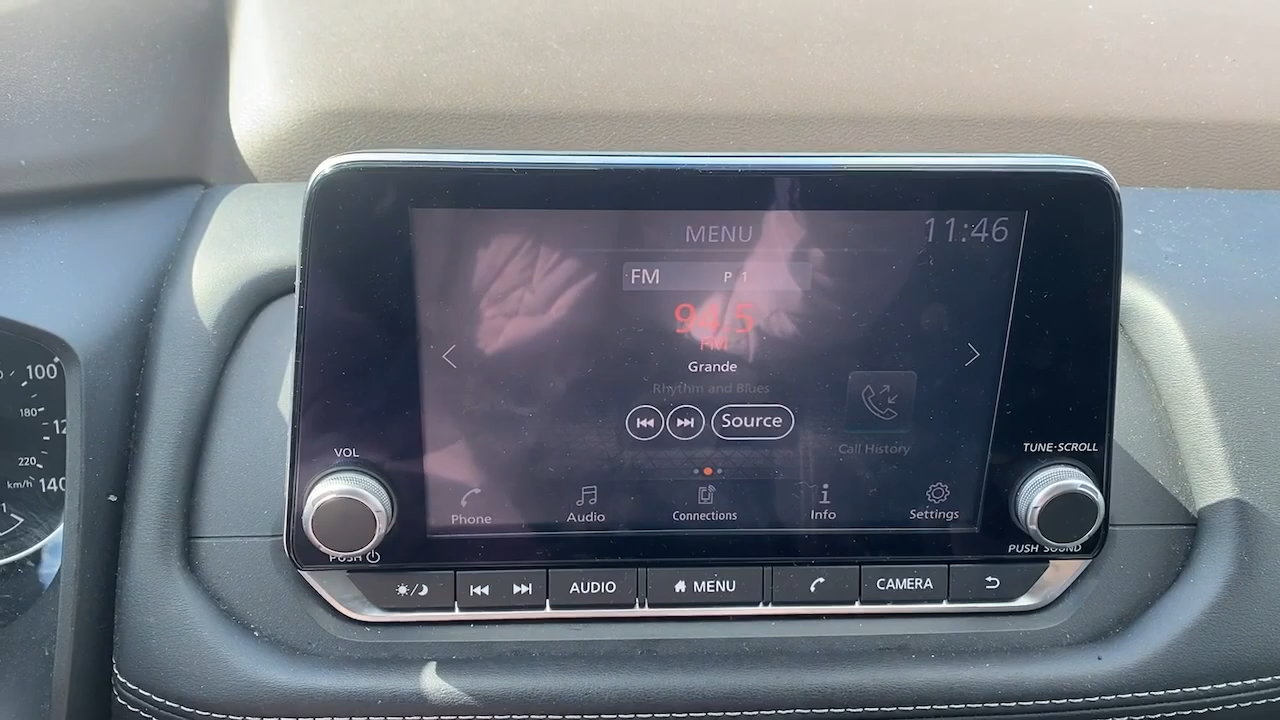 MENU
11:46
FM P 1
94.5
FM
Grande
Rhythm and Blues
Source
Call History
Phone Audio Connections Info Settings
VOL
PUSH
TUNE·SCROLL
PUSH SOUND
AUDIO MENU CAMERA
100
180
220
km/h 140